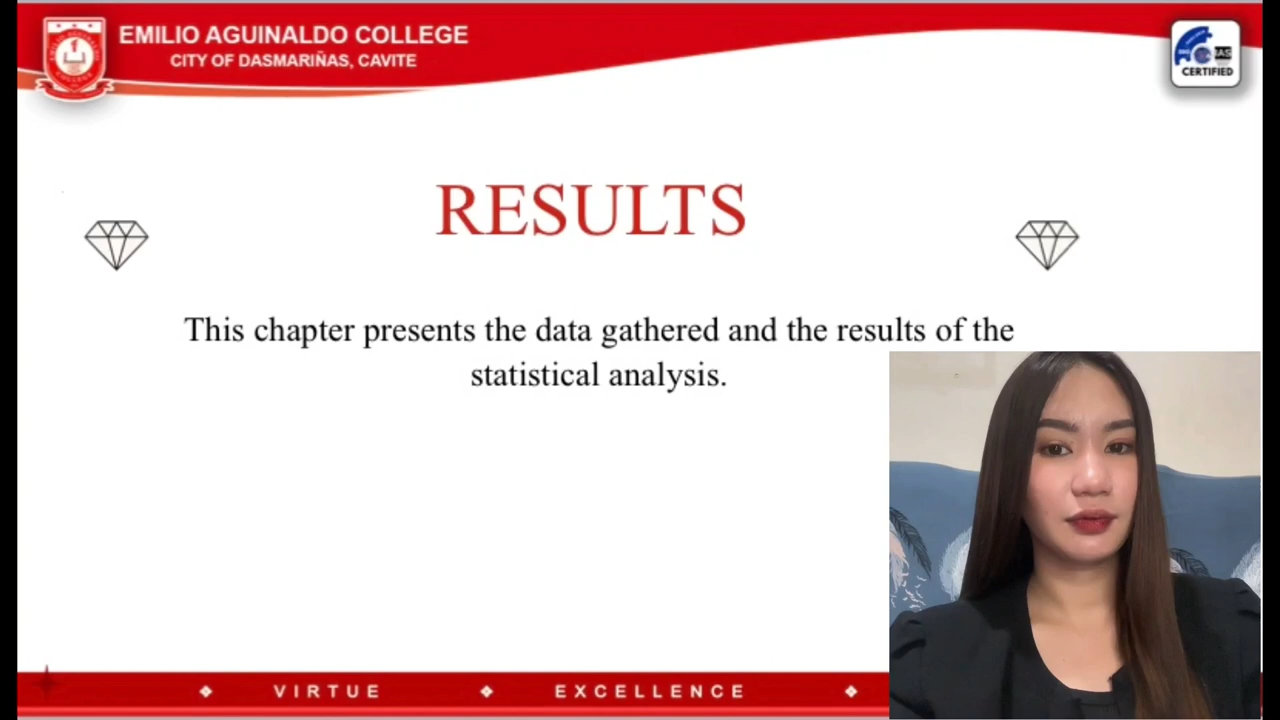 EMILIO AGUINALDO COLLEGE
CITY OF DASMARIÑAS, CAVITE
CERTIFIED
RESULTS
This chapter presents the data gathered and the results of the
statistical analysis.
VIRTUE
EXCELLENCE